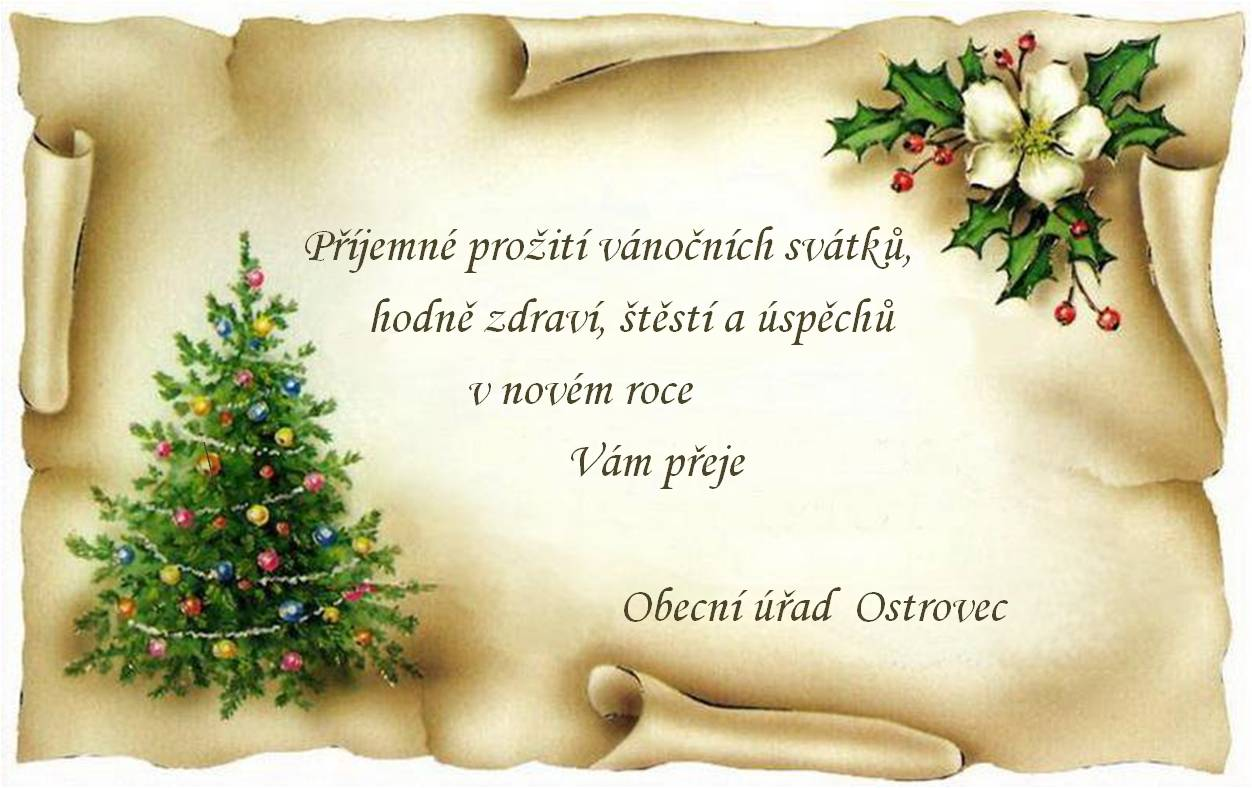 Příjemné prožití vánočních svátků,
hodně zdraví, štěstí a úspěchů
v novém roce
Vám přeje
Obecní úřad Ostrovec